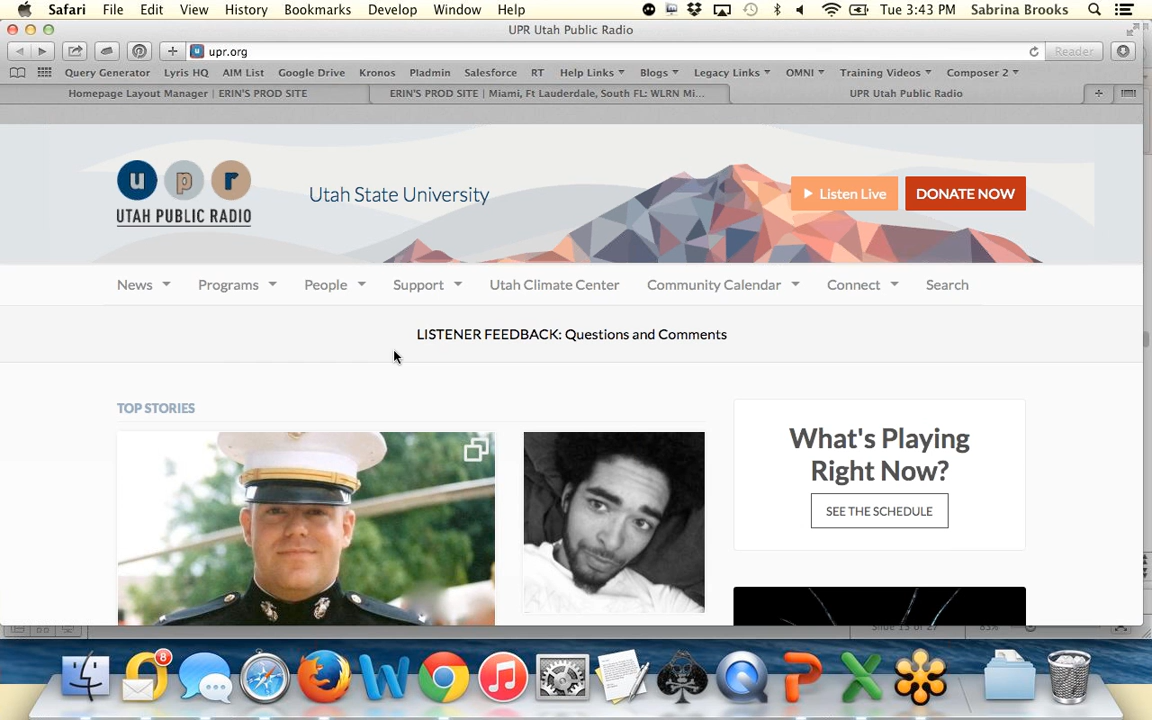 Safari File Edit View History Bookmarks Develop Window Help Tue 3:43 PM Sabrina Brooks
UPR Utah Public Radio
upr.org Reader
Query Generator Lyris HQ AIM List Google Drive Kronos Pladmin Salesforce RT Help Links Blogs Legacy Links OMNI Training Videos Composer 2
Homepage Layout Manager | ERIN'S PROD SITE ERIN'S PROD SITE | Miami, Ft Lauderdale, South FL: WLRN Mi... UPR Utah Public Radio
u p r
UTAH PUBLIC RADIO
Utah State University
Listen Live DONATE NOW
News Programs People Support Utah Climate Center Community Calendar Connect Search
LISTENER FEEDBACK: Questions and Comments
TOP STORIES
What's Playing
Right Now?
SEE THE SCHEDULE
Slide 13 of 27 83%
8